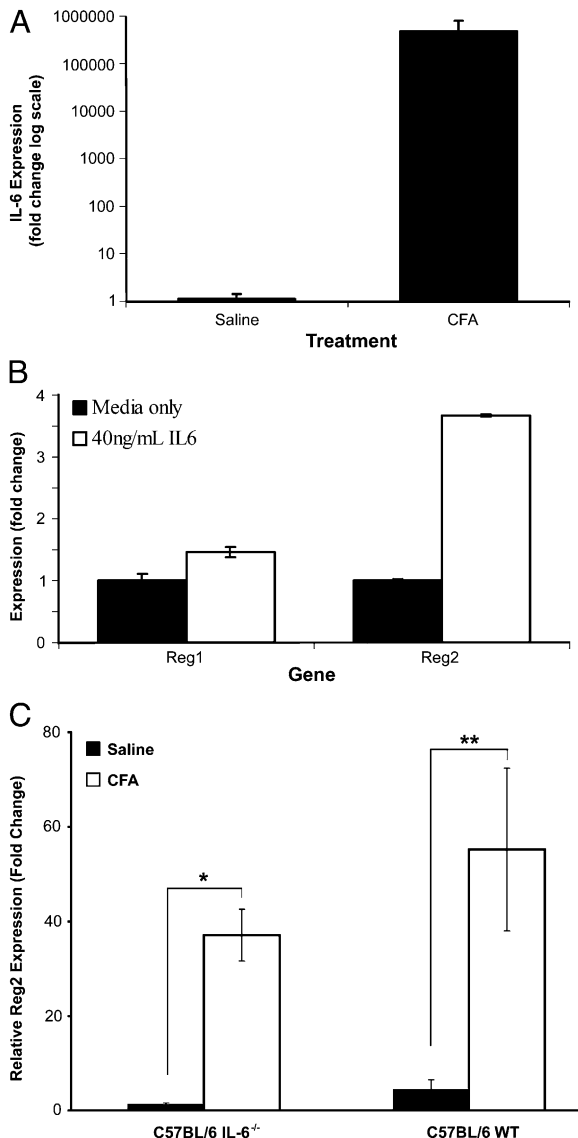 A
1000000
100000
10000
1000
100
10
1
IL-6 Expression
(fold change log scale)
Saline
CFA
Treatment
B
Media only
40ng/mL IL6
4
3
2
1
0
Expression (fold change)
Reg1
Reg2
Gene
C
Saline
CFA
80
60
40
20
0
Relative Reg2 Expression (Fold Change)
*
**
C57BL/6 IL-6-/-
C57BL/6 WT